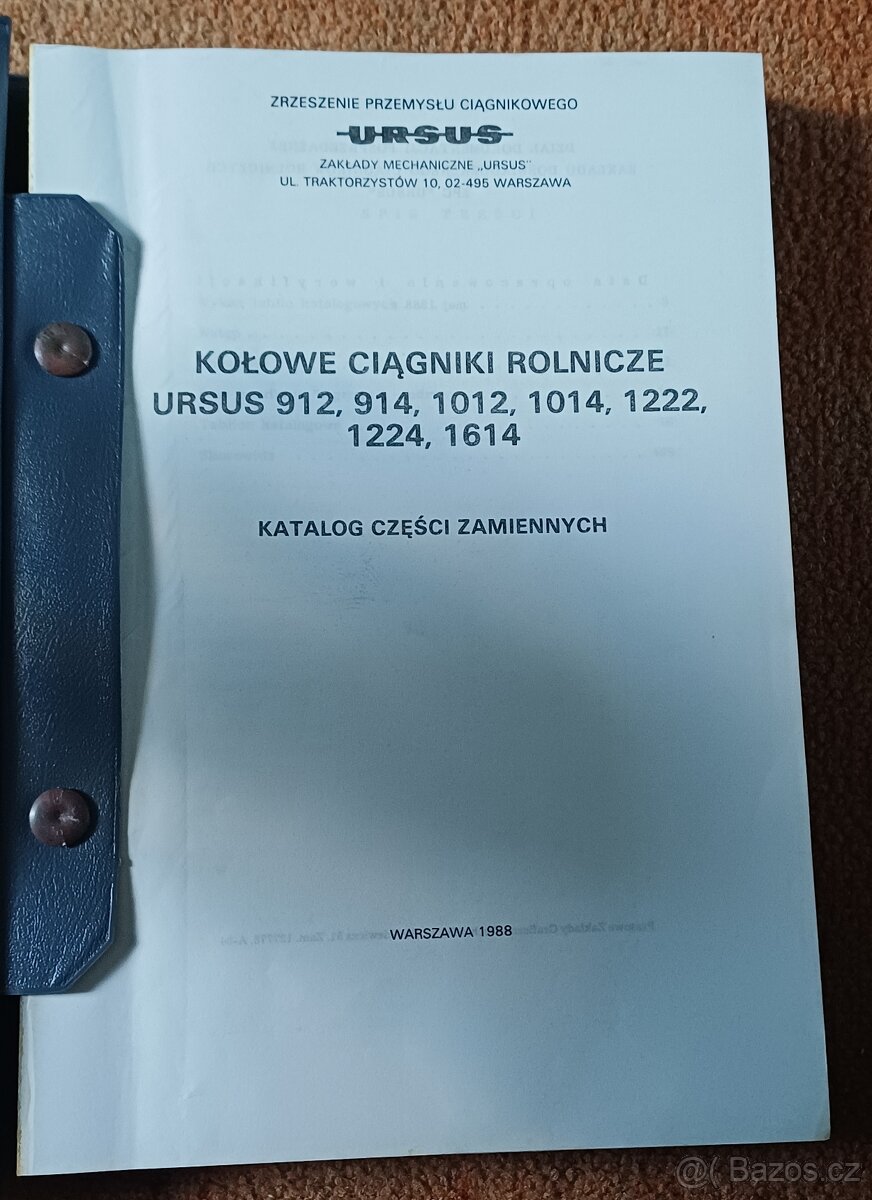 ZRZESZENIE PRZEMYSŁU CIĄGNIKOWEGO
URSUS
ZAKŁADY MECHANICZNE „URSUS"
UL. TRAKTORZYSTÓW 10, 02-495 WARSZAWA
KOŁOWE CIĄGNIKI ROLNICZE
URSUS 912, 914, 1012, 1014, 1222,
1224, 1614
KATALOG CZĘŚCI ZAMIENNYCH
WARSZAWA 1988
@( Bazos.cz